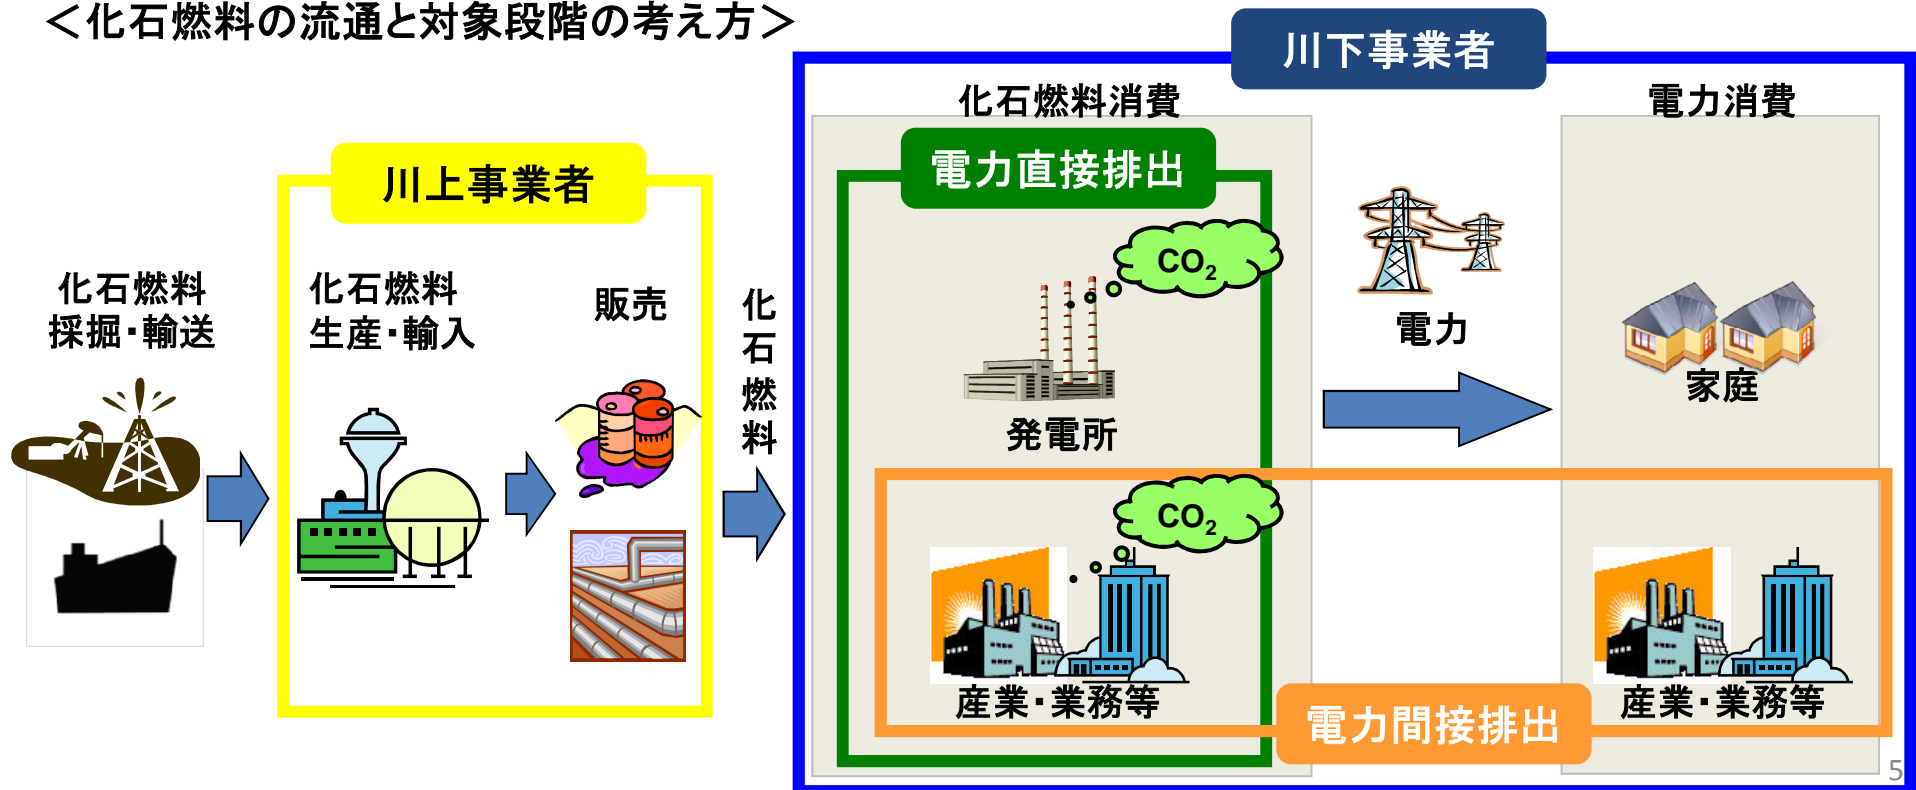 ＜化石燃料の流通と対象段階の考え方＞
川下事業者
化石燃料消費
電力消費
電力直接排出
川上事業者
CO2
化石燃料
採掘・輸送
化石燃料
生産・輸入
販売
化石燃料
電力
家庭
発電所
CO2
産業・業務等
電力間接排出
産業・業務等
5